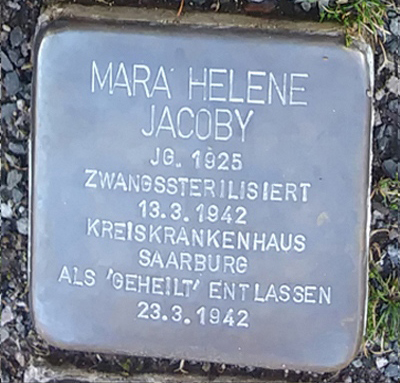 MARA HELENE
JACOBY
JG. 1925
ZWANGSSTERILISIERT
13.3.1942
KREISKRANKENHAUS
SAARBURG
ALS 'GEHEILT' ENTLASSEN
23.3.1942